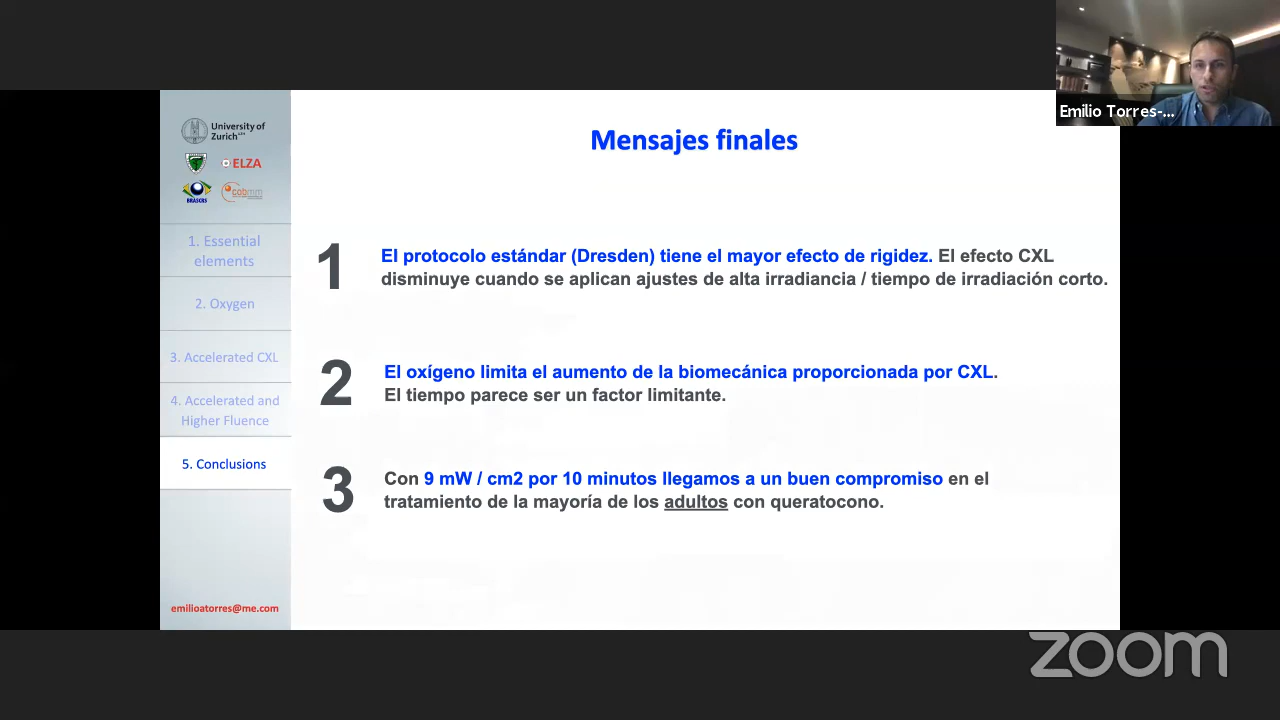 Emilio Torres-...
University of
Zurich
ELZA
BRASCRS
cobmm
Mensajes finales
1. Essential
elements
2. Oxygen
3. Accelerated CXL
4. Accelerated and
Higher Fluence
5. Conclusions
emilioatorres@me.com
1
El protocolo estándar (Dresden) tiene el mayor efecto de rigidez. El efecto CXL
disminuye cuando se aplican ajustes de alta irradiancia / tiempo de irradiación corto.
2
El oxígeno limita el aumento de la biomecánica proporcionada por CXL.
El tiempo parece ser un factor limitante.
3
Con 9 mW / cm2 por 10 minutos llegamos a un buen compromiso en el
tratamiento de la mayoría de los adultos con queratocono.
zoom